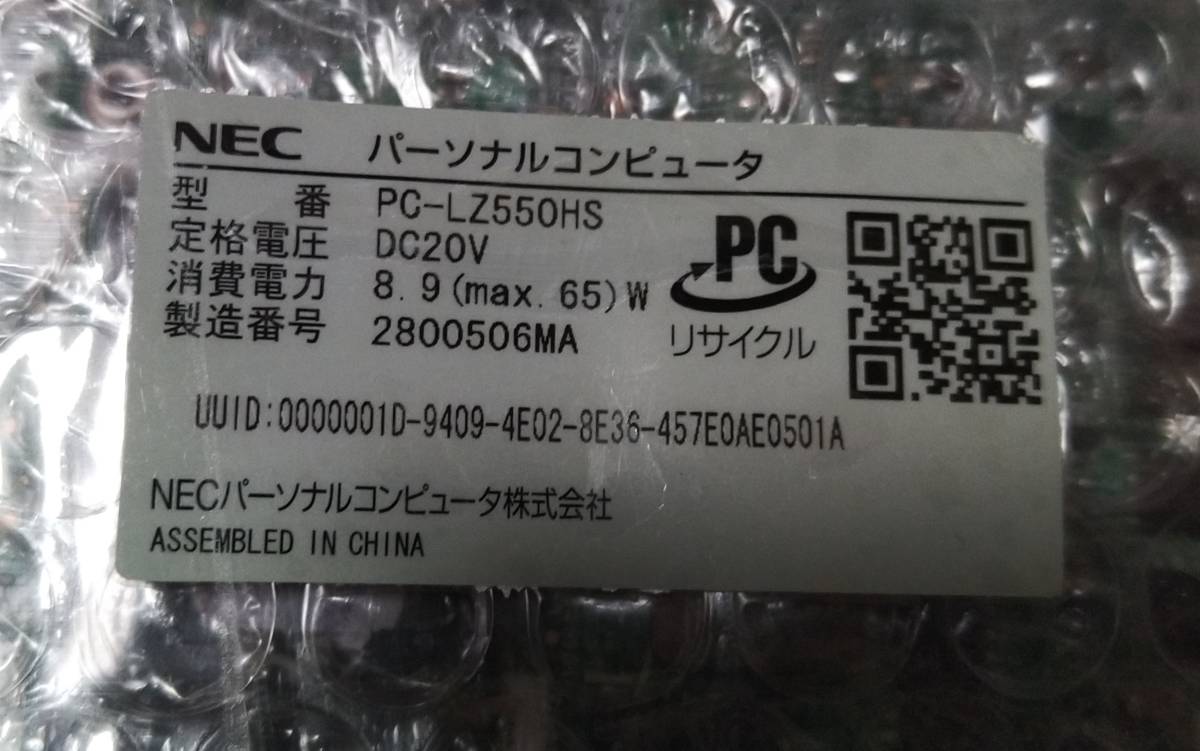 NEC パーソナルコンピュータ
型 番 PC-LZ550HS
定格電圧 DC20V
消費電力 8.9(max.65)W
製造番号 2800506MA
PC
リサイクル
UUID:0000001D-9409-4E02-8E36-457E0AE0501A
NECパーソナルコンピュータ株式会社
ASSEMBLED IN CHINA